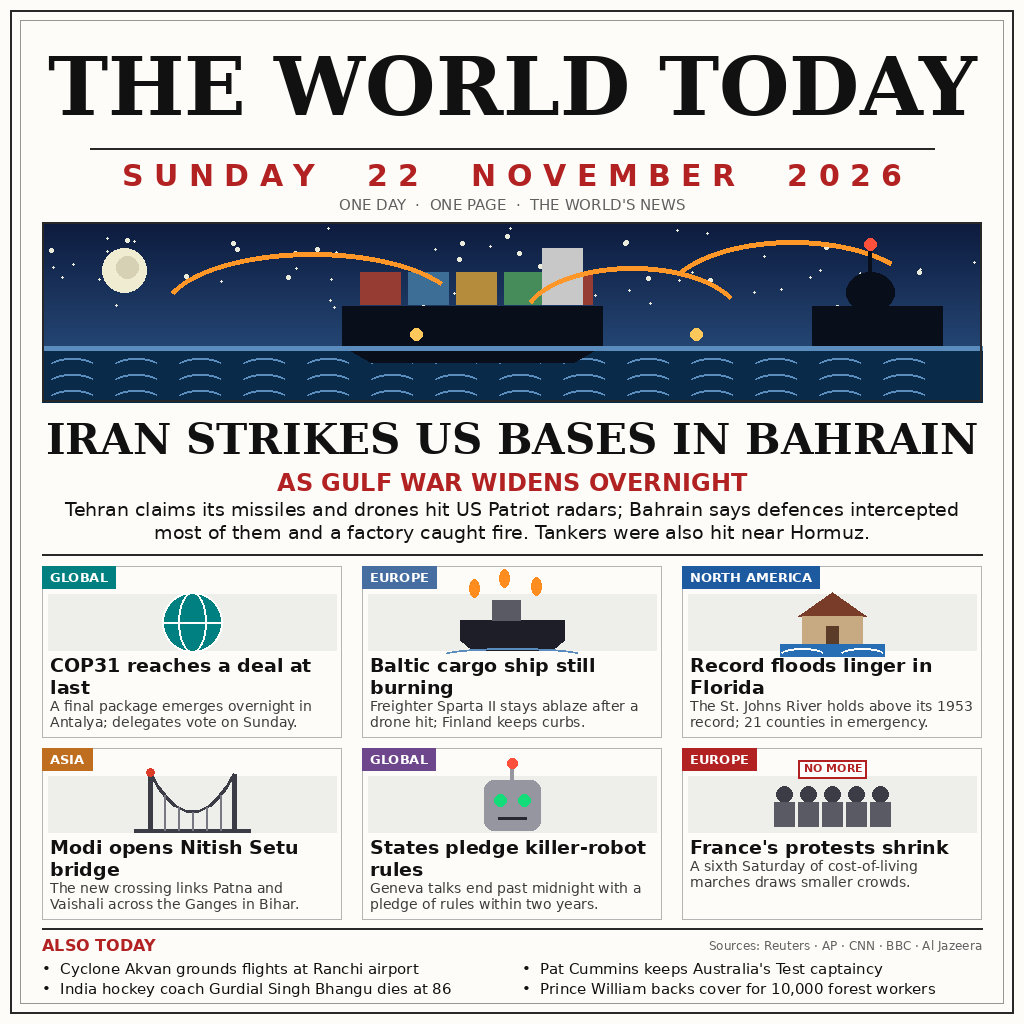 THE WORLD TODAY
SUNDAY 22 NOVEMBER 2026
ONE DAY · ONE PAGE · THE WORLD'S NEWS
IRAN STRIKES US BASES IN BAHRAIN
AS GULF WAR WIDENS OVERNIGHT
Tehran claims its missiles and drones hit US Patriot radars; Bahrain says defences intercepted
most of them and a factory caught fire. Tankers were also hit near Hormuz.
GLOBAL
COP31 reaches a deal at
last
A final package emerges overnight in
Antalya; delegates vote on Sunday.
EUROPE
Baltic cargo ship still
burning
Freighter Sparta II stays ablaze after a
drone hit; Finland keeps curbs.
NORTH AMERICA
Record floods linger in
Florida
The St. Johns River holds above its 1953
record; 21 counties in emergency.
ASIA
Modi opens Nitish Setu
bridge
The new crossing links Patna and
Vaishali across the Ganges in Bihar.
GLOBAL
States pledge killer-robot
rules
Geneva talks end past midnight with a
pledge of rules within two years.
EUROPE
NO MORE
France's protests shrink
A sixth Saturday of cost-of-living
marches draws smaller crowds.
ALSO TODAY
Sources: Reuters · AP · CNN · BBC · Al Jazeera
• Cyclone Akvan grounds flights at Ranchi airport
• India hockey coach Gurdial Singh Bhangu dies at 86
• Pat Cummins keeps Australia's Test captaincy
• Prince William backs cover for 10,000 forest workers